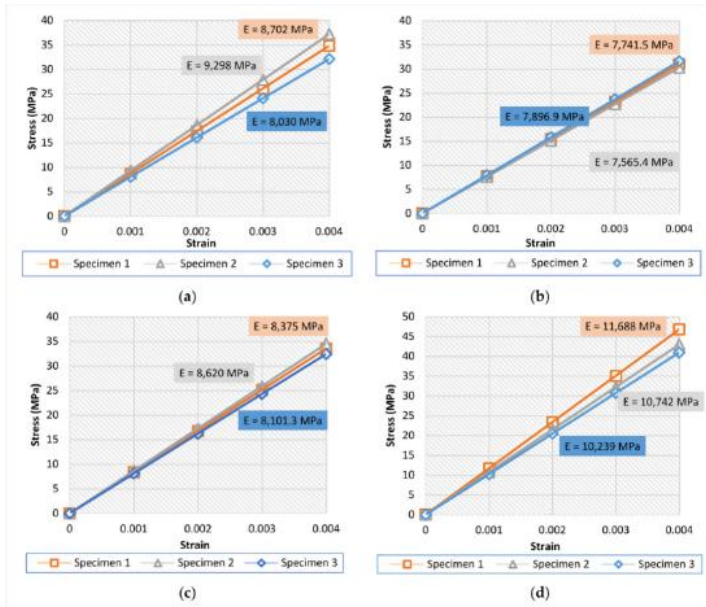 40
35
30
25
20
15
10
5
0
Stress (MPa)
E = 8,702 MPa
E = 9,298 MPa
E = 8,030 MPa
0 0.001 0.002 0.003 0.004
Strain
Specimen 1 Specimen 2 Specimen 3
(a)
40
35
30
25
20
15
10
5
0
Stress (MPa)
E = 7,741.5 MPa
E = 7,896.9 MPa
E = 7,565.4 MPa
0 0.001 0.002 0.003 0.004
Strain
Specimen 1 Specimen 2 Specimen 3
(b)
40
35
30
25
20
15
10
5
0
Stress (MPa)
E = 8,375 MPa
E = 8,620 MPa
E = 8,101.3 MPa
0 0.001 0.002 0.003 0.004
Strain
Specimen 1 Specimen 2 Specimen 3
(c)
50
45
40
35
30
25
20
15
10
5
0
Stress (MPa)
E = 11,688 MPa
E = 10,742 MPa
E = 10,239 MPa
0 0.001 0.002 0.003 0.004
Strain
Specimen 1 Specimen 2 Specimen 3
(d)